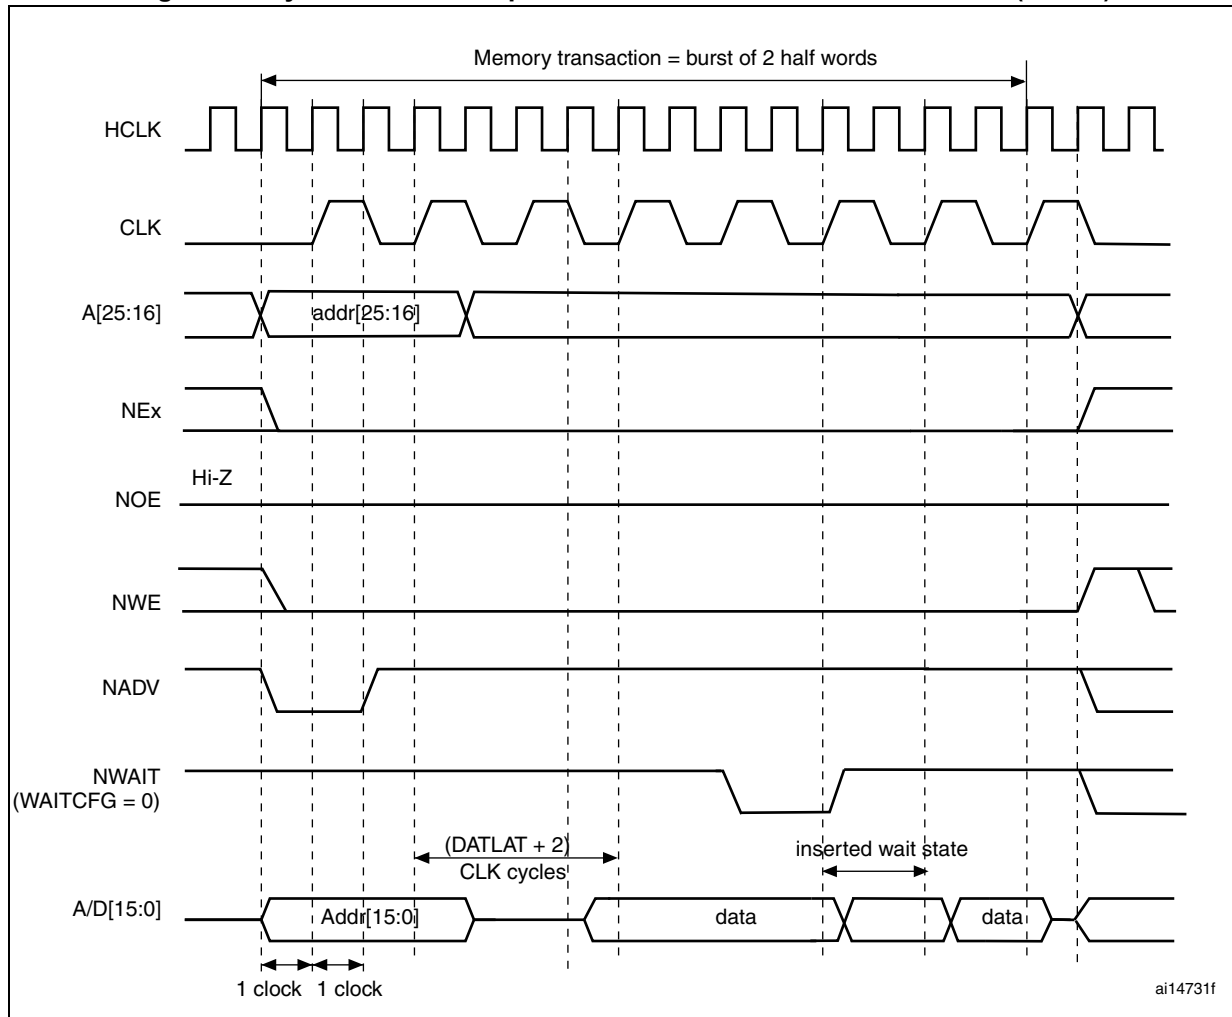 Memory transaction = burst of 2 half words
HCLK
CLK
A[25:16]
addr[25:16]
NEx
Hi-Z
NOE
NWE
NADV
NWAIT
(WAITCFG = 0)
(DATLAT + 2)
CLK cycles
inserted wait state
A/D[15:0]
Addr[15:0]
data
data
1 clock
1 clock
ai14731f